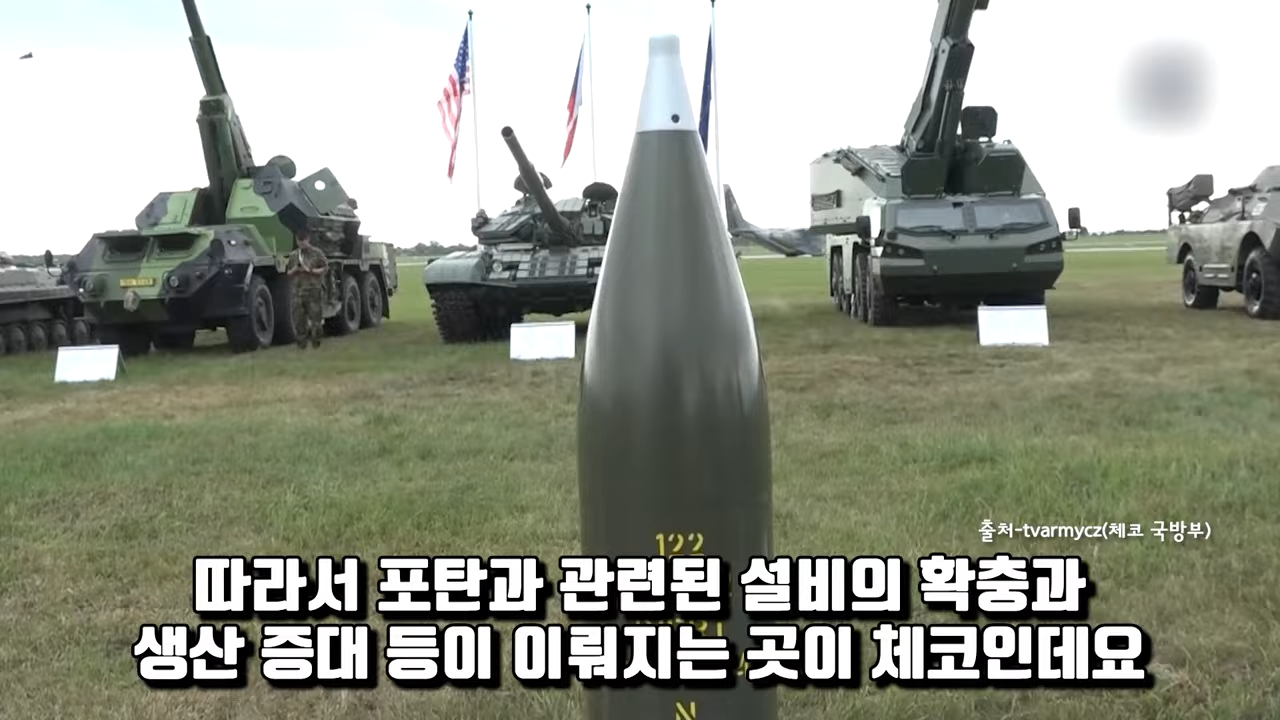 출처-tvarmycz(체코 국방부)
122
따라서 포탄과 관련된 설비의 확충과
생산 증대 등이 이뤄지는 곳이 체코인데요
N